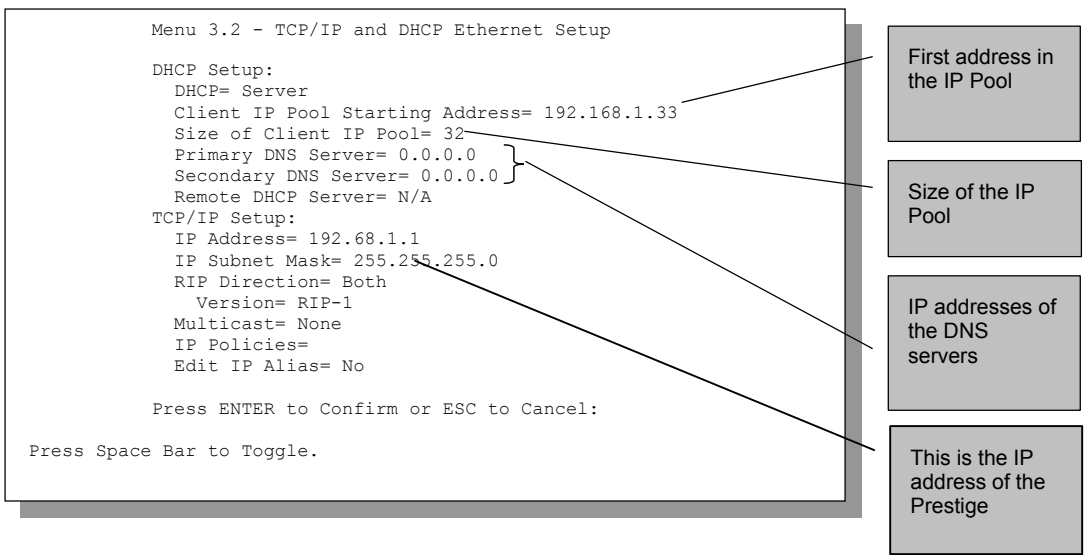 Menu 3.2 - TCP/IP and DHCP Ethernet Setup
DHCP Setup:
DHCP= Server
Client IP Pool Starting Address= 192.168.1.33
Size of Client IP Pool= 32
Primary DNS Server= 0.0.0.0
Secondary DNS Server= 0.0.0.0
Remote DHCP Server= N/A
TCP/IP Setup:
IP Address= 192.68.1.1
IP Subnet Mask= 255.255.255.0
RIP Direction= Both
Version= RIP-1
Multicast= None
IP Policies=
Edit IP Alias= No
Press ENTER to Confirm or ESC to Cancel:
Press Space Bar to Toggle.
First address in
the IP Pool
Size of the IP
Pool
IP addresses of
the DNS
servers
This is the IP
address of the
Prestige